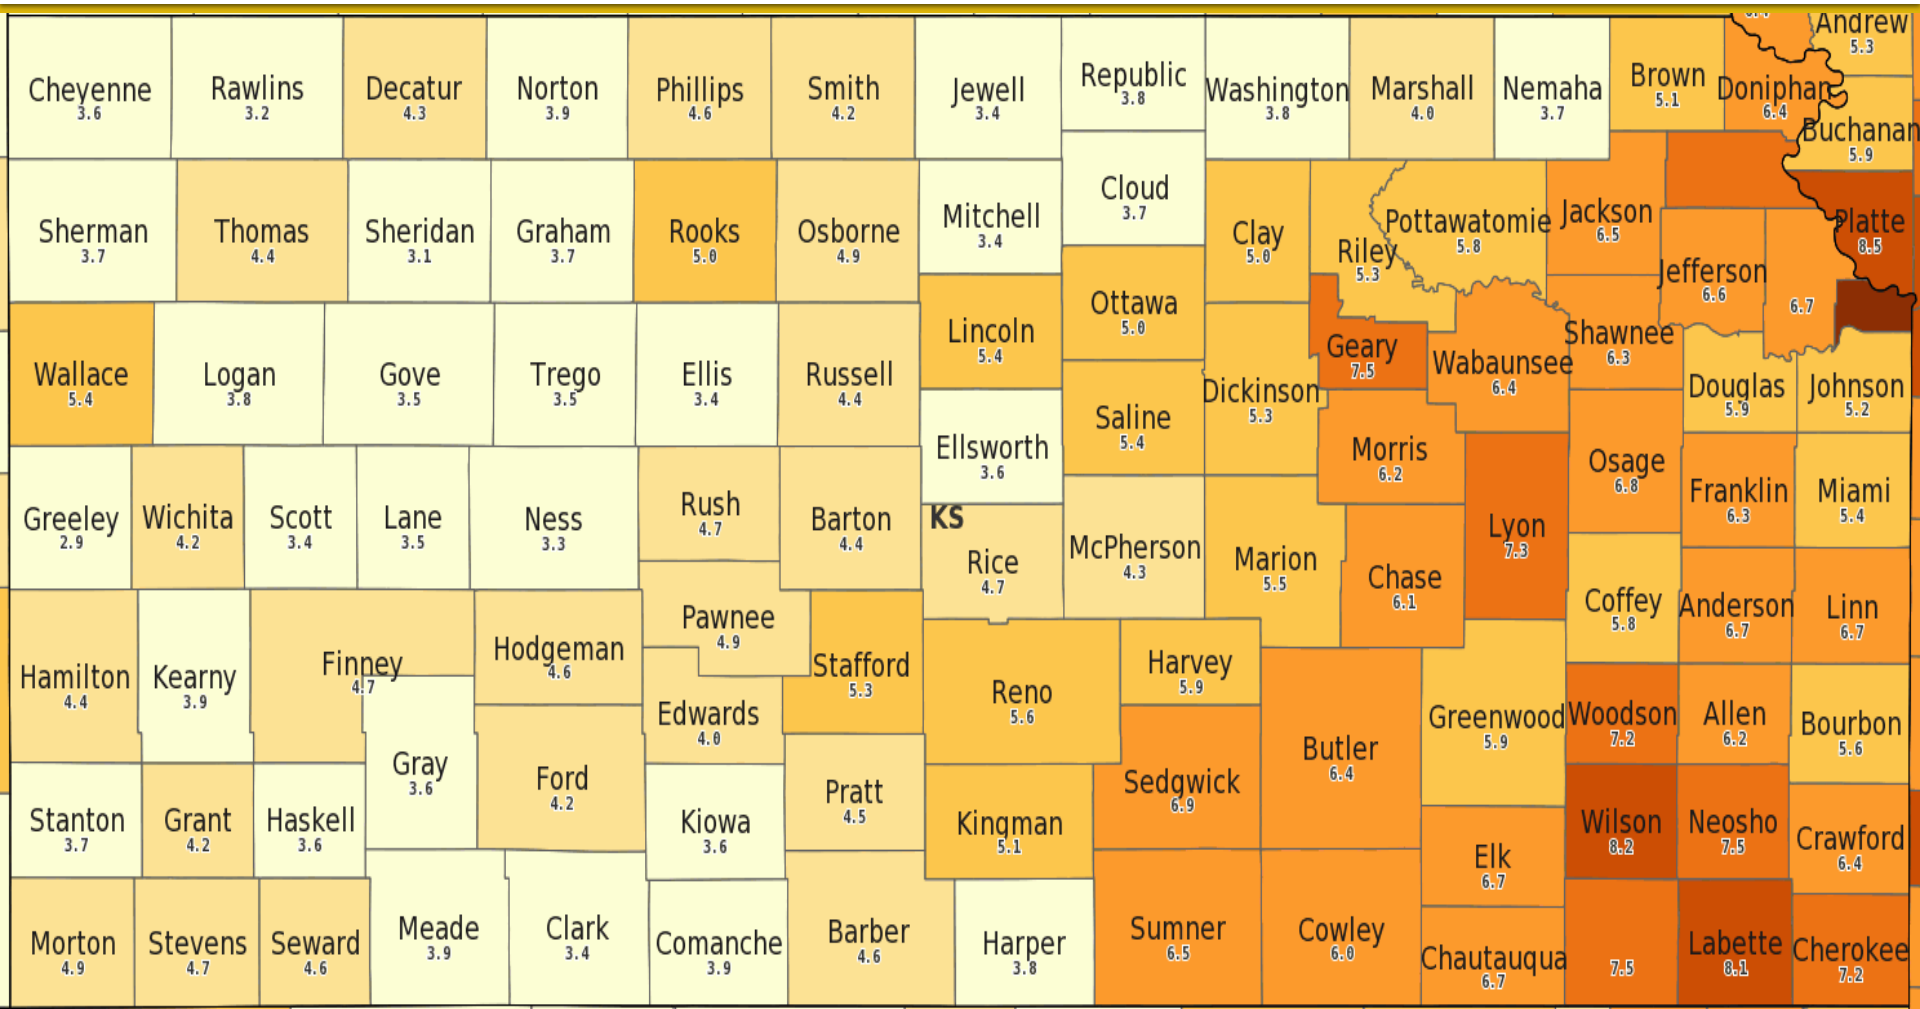 Andrew
5.3
Cheyenne
3.6
Rawlins
3.2
Decatur
4.3
Norton
3.9
Phillips
4.6
Smith
4.2
Jewell
3.4
Republic
3.8
Washington
3.8
Marshall
4.0
Nemaha
3.7
Brown
5.1
Doniphan
6.4
Buchanan
5.9
Sherman
3.7
Thomas
4.4
Sheridan
3.1
Graham
3.7
Rooks
5.0
Osborne
4.9
Mitchell
3.4
Cloud
3.7
Clay
5.0
Riley
5.3
Pottawatomie
5.8
Jackson
6.5
Jefferson
6.6
6.7
Platte
8.5
Wallace
5.4
Logan
3.8
Gove
3.5
Trego
3.5
Ellis
3.4
Russell
4.4
Lincoln
5.4
Ottawa
5.0
Saline
5.4
Dickinson
5.3
Geary
7.5
Wabaunsee
6.4
Shawnee
6.3
Douglas
5.9
Johnson
5.2
Greeley
2.9
Wichita
4.2
Scott
3.4
Lane
3.5
Ness
3.3
Rush
4.7
Barton
4.4
Ellsworth
3.6
KS
Rice
4.7
McPherson
4.3
Marion
5.5
Morris
6.2
Chase
6.1
Lyon
7.3
Osage
6.8
Franklin
6.3
Miami
5.4
Coffey
5.8
Anderson
6.7
Linn
6.7
Hamilton
4.4
Kearny
3.9
Finney
4.7
Hodgeman
4.6
Pawnee
4.9
Edwards
4.0
Stafford
5.3
Reno
5.6
Harvey
5.9
Butler
6.4
Greenwood
5.9
Woodson
7.2
Allen
6.2
Bourbon
5.6
Stanton
3.7
Grant
4.2
Haskell
3.6
Gray
3.6
Ford
4.2
Kiowa
3.6
Pratt
4.5
Kingman
5.1
Sedgwick
6.9
Elk
6.7
Wilson
8.2
Neosho
7.5
Crawford
6.4
Morton
4.9
Stevens
4.7
Seward
4.6
Meade
3.9
Clark
3.4
Comanche
3.9
Barber
4.6
Harper
3.8
Sumner
6.5
Cowley
6.0
Chautauqua
6.7
7.5
Labette
8.1
Cherokee
7.2